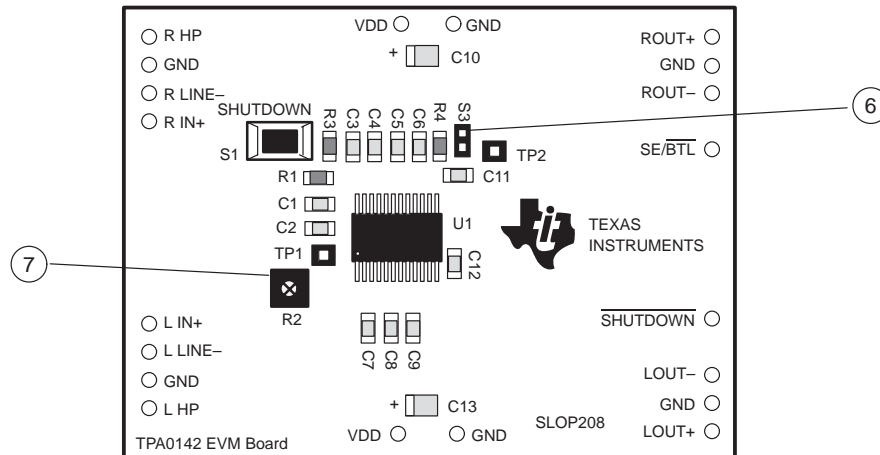 VDD
GND
R HP
GND
R LINE–
R IN+
+
C10
ROUT+
GND
ROUT–
6
SHUTDOWN
S1
R3
C3
C4
C5
C6
R4
S3
TP2
SE/BTL
R1
C11
C1
C2
U1
TEXAS
INSTRUMENTS
TP1
C12
7
R2
L IN+
L LINE–
GND
L HP
C7
C8
C9
SHUTDOWN
LOUT–
GND
LOUT+
+
C13
SLOP208
VDD
GND
TPA0142 EVM Board